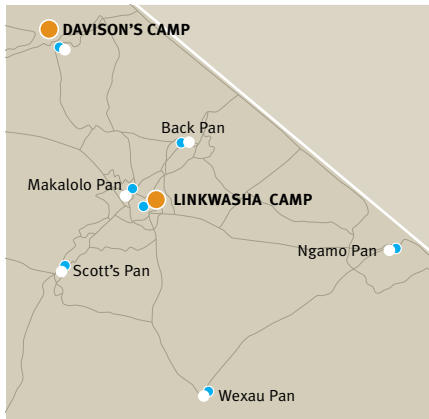 DAVISON'S CAMP
Back Pan
Makalolo Pan
LINKWASHA CAMP
Ngamo Pan
Scott's Pan
Wexau Pan